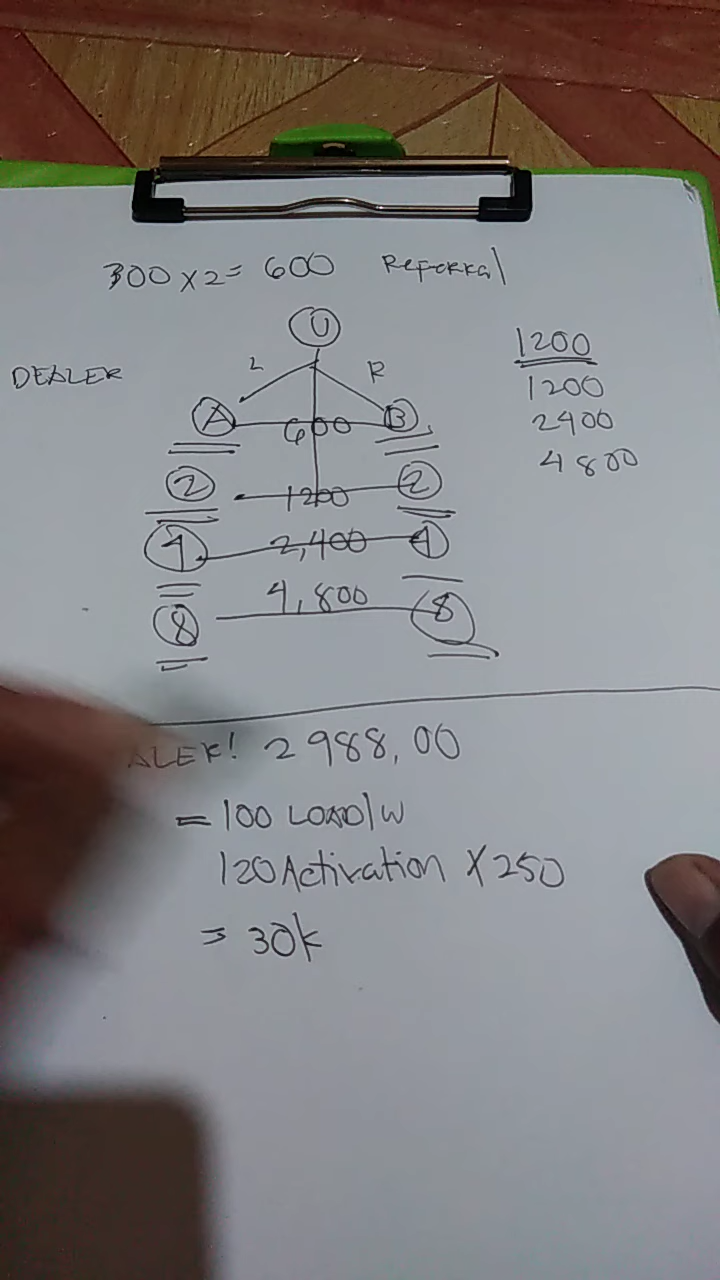 300 X 2 = 600 Referral
U
1200
L R
DEALER
1200
A 600 B
2400
2 1200 2
4800
4 2,400 4
8 4,800 8
ALER! 2988,00
= 100 LOAD/W
120 Activation X 250
= 30k